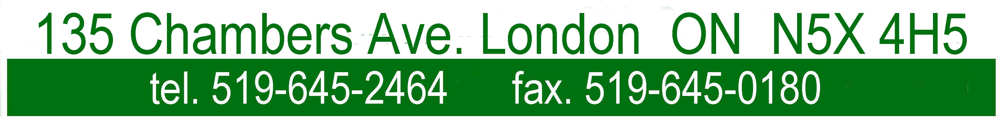 135 Chambers Ave. London ON N5X 4H5
tel. 519-645-2464 fax. 519-645-0180